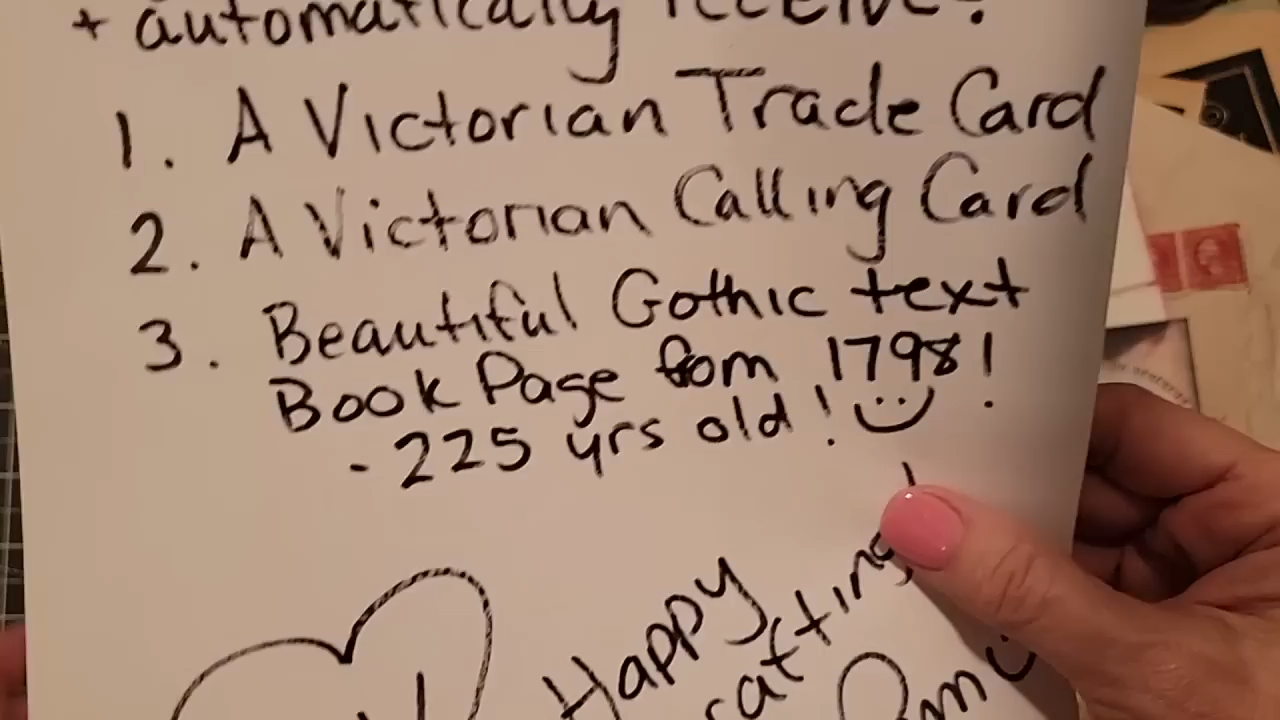 + automatically receive:
1. A Victorian Trade Card
2. A Victorian Calling Card
3. Beautiful Gothic text
Book Page from 1798!
- 225 yrs old!
Happy